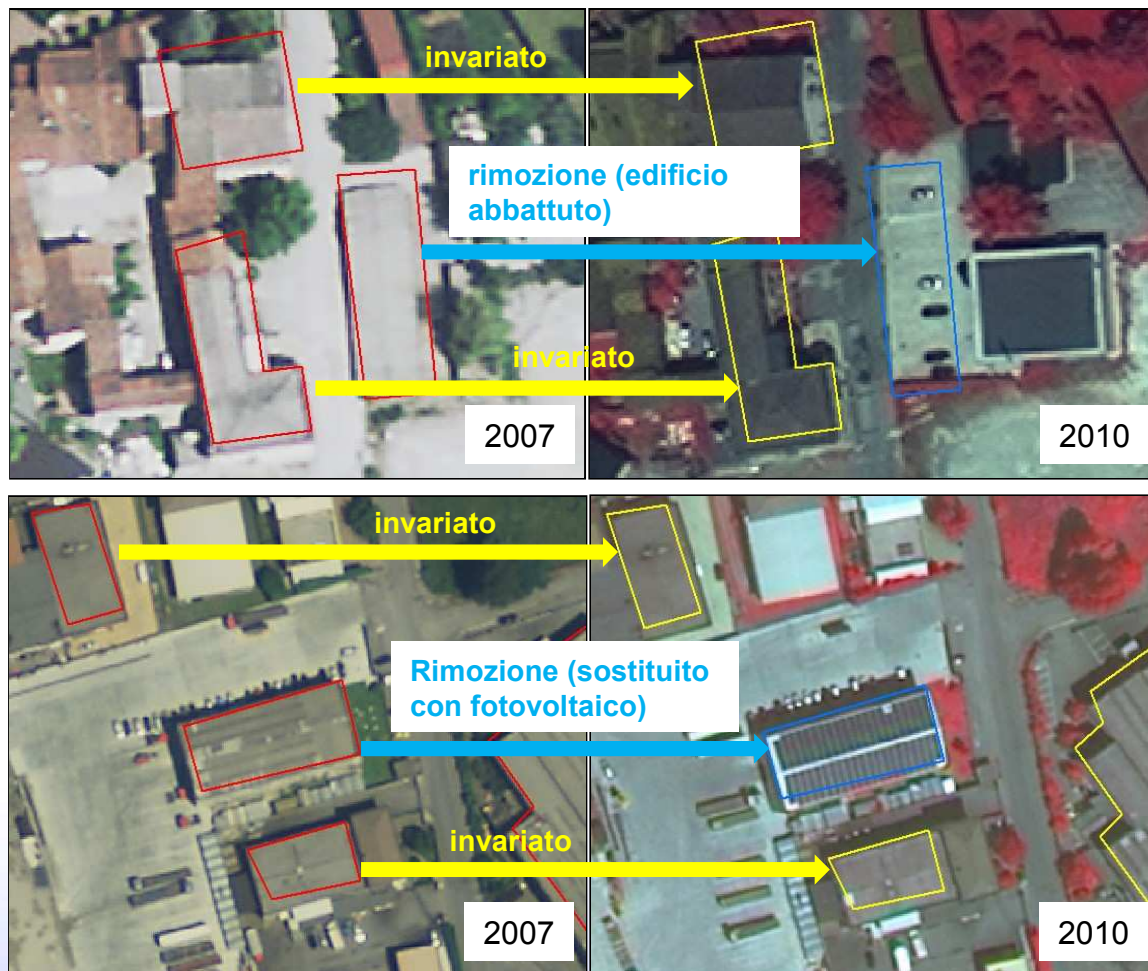 invariato
rimozione (edificio
abbattuto)
invariato
2007
2010
invariato
Rimozione (sostituito
con fotovoltaico)
invariato
2007
2010